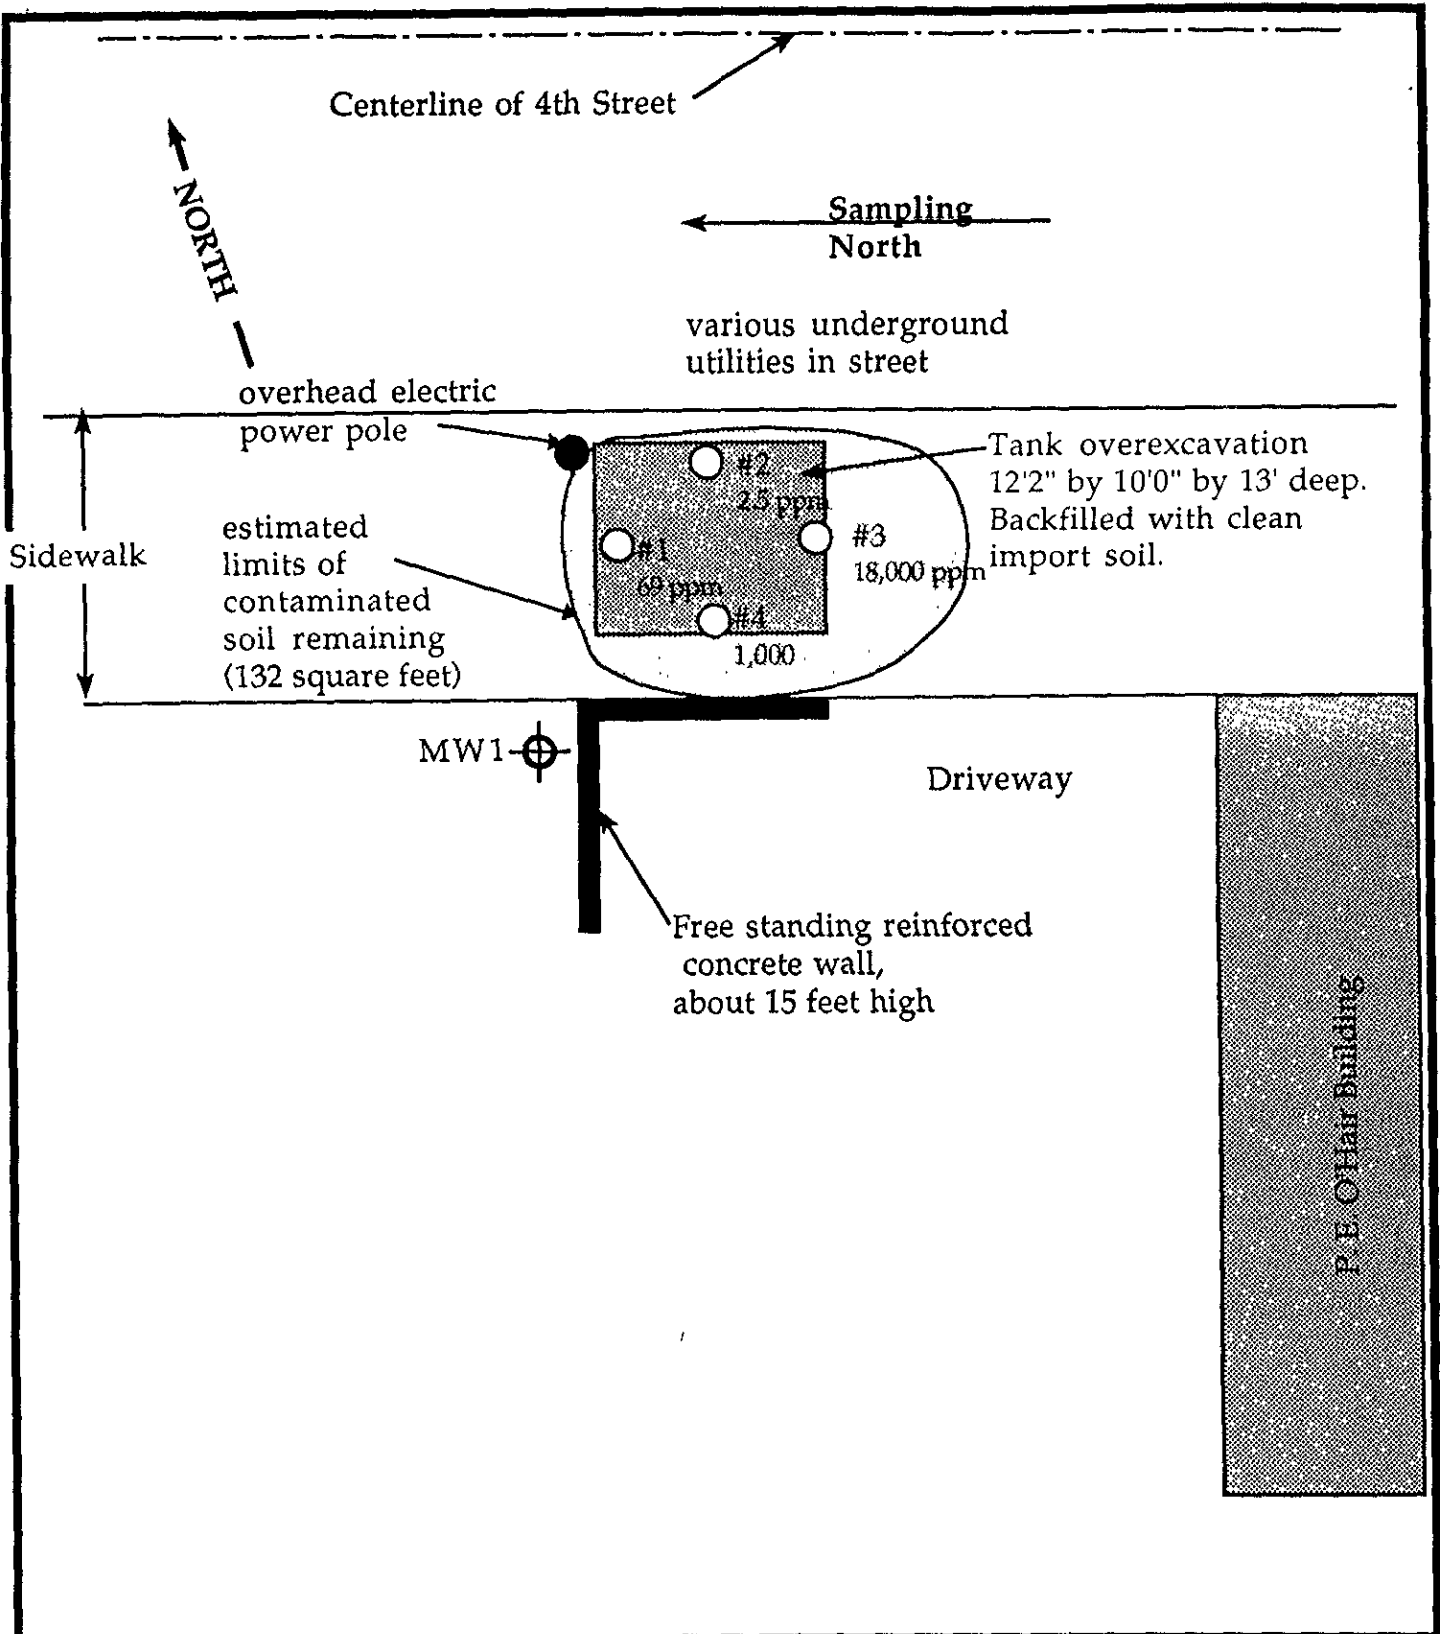 Centerline of 4th Street
NORTH
Sampling
North
various underground
utilities in street
overhead electric
power pole
Sidewalk
estimated
limits of
contaminated
soil remaining
(132 square feet)
#2
2.5 ppm
#1
69 ppm
#3
18,000 ppm
#4
1,000
Tank overexcavation
12'2" by 10'0" by 13' deep.
Backfilled with clean
import soil.
MW1
Driveway
Free standing reinforced
concrete wall,
about 15 feet high
P. E. O'Hair Building